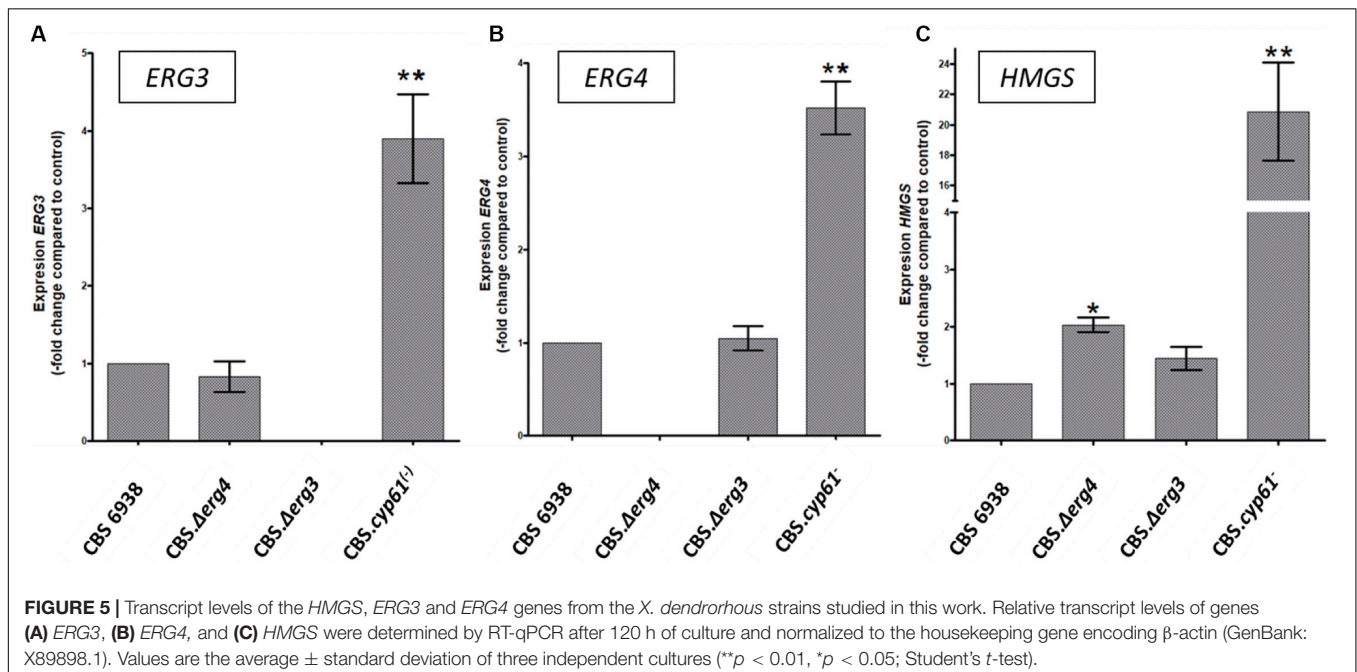 A
ERG3
Expresion ERG3
(-fold change compared to control)
5
4
3
2
1
0
**
CBS 6938
CBS.Δerg4
CBS.Δerg3
CBS.cyp61(-)
B
ERG4
Expresion ERG4
(-fold change compared to control)
4
3
2
1
0
**
CBS 6938
CBS.Δerg4
CBS.Δerg3
CBS.cyp61-
C
HMGS
Expresion HMGS
(-fold change compared to control)
24
22
20
18
16
4
3
2
1
0
*
**
CBS 6938
CBS.Δerg4
CBS.Δerg3
CBS.cyp61-
FIGURE 5 | Transcript levels of the HMGS, ERG3 and ERG4 genes from the X. dendrorhous strains studied in this work. Relative transcript levels of genes
(A) ERG3, (B) ERG4, and (C) HMGS were determined by RT-qPCR after 120 h of culture and normalized to the housekeeping gene encoding β-actin (GenBank:
X89898.1). Values are the average ± standard deviation of three independent cultures (**p < 0.01, *p < 0.05; Student's t-test).